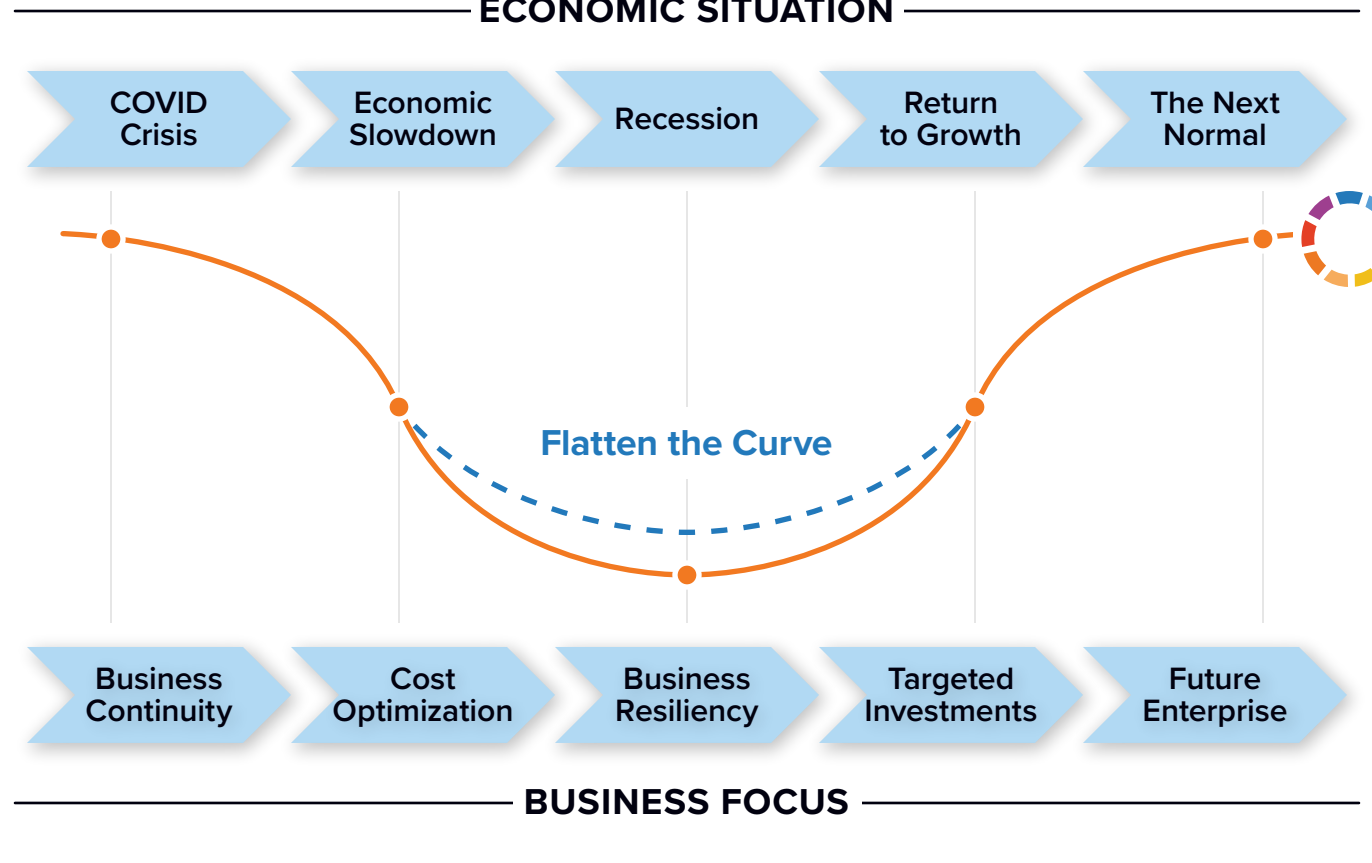 ECONOMIC SITUATION
COVID
Crisis
Economic
Slowdown
Recession
Return
to Growth
The Next
Normal
Flatten the Curve
Business
Continuity
Cost
Optimization
Business
Resiliency
Targeted
Investments
Future
Enterprise
BUSINESS FOCUS